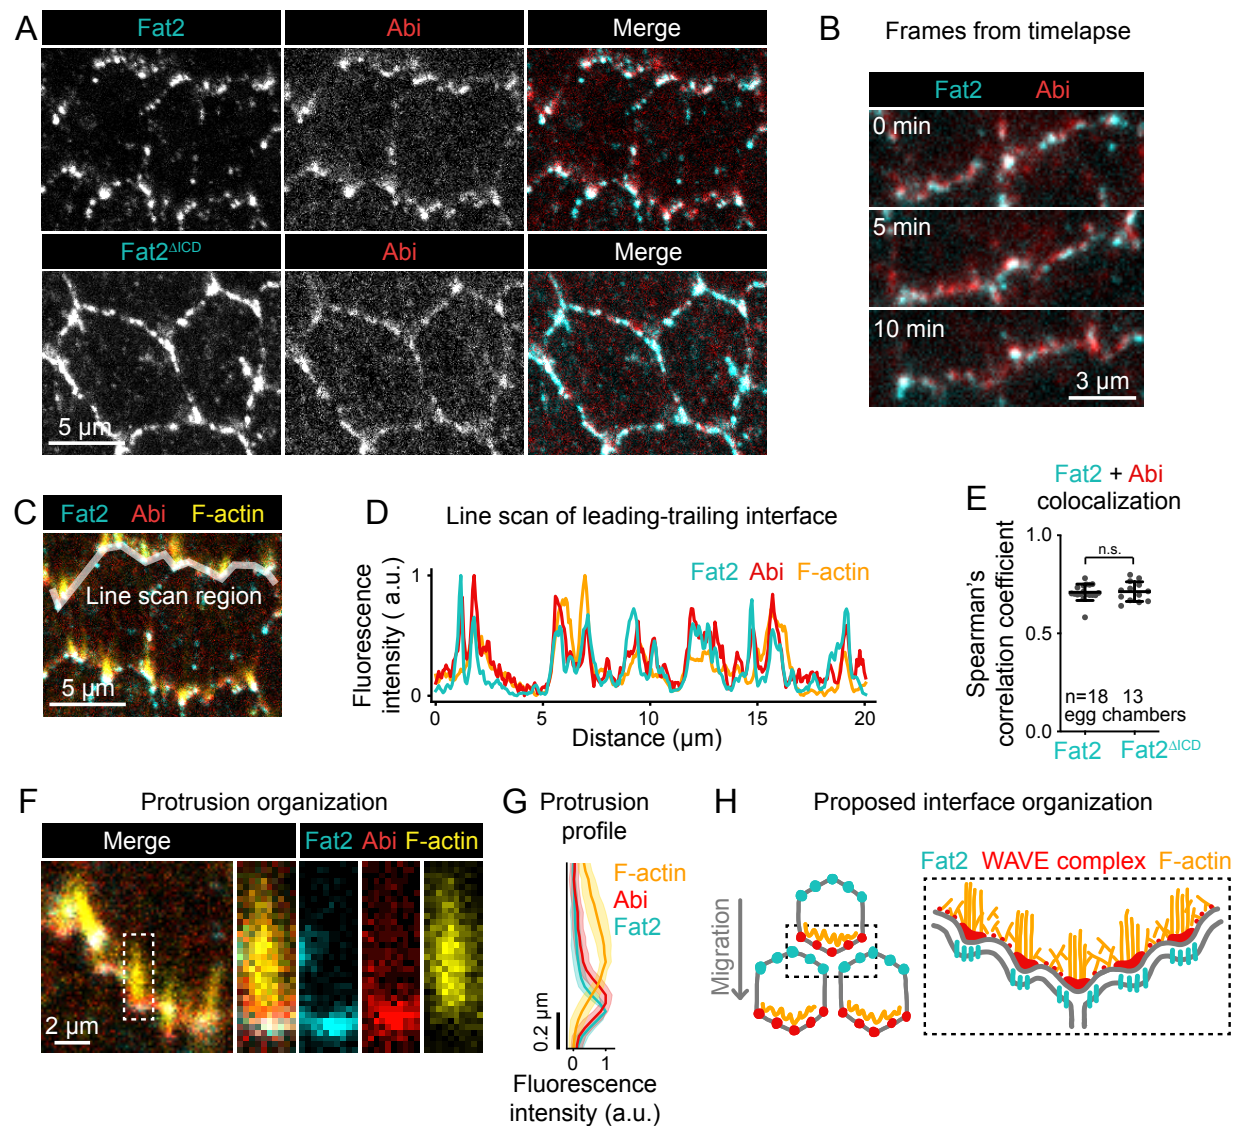 A
Fat2
Abi
Merge
Fat2ΔICD
Abi
Merge
5 µm
B
Frames from timelapse
Fat2
Abi
0 min
5 min
10 min
3 µm
C
Fat2
Abi
F-actin
Line scan region
5 µm
D
Line scan of leading-trailing interface
Fat2
Abi
F-actin
Fluorescence
intensity ( a.u.)
1
0
0
5
10
15
20
Distance (µm)
E
Fat2 + Abi
colocalization
Spearman's
correlation coefficient
1.0
0.5
0.0
n.s.
n=18
13
egg chambers
Fat2
Fat2ΔICD
F
Protrusion organization
Merge
Fat2
Abi
F-actin
2 µm
G
Protrusion
profile
F-actin
Abi
Fat2
0.2 µm
0
1
Fluorescence
intensity (a.u.)
H
Proposed interface organization
Migration
Fat2
WAVE complex
F-actin